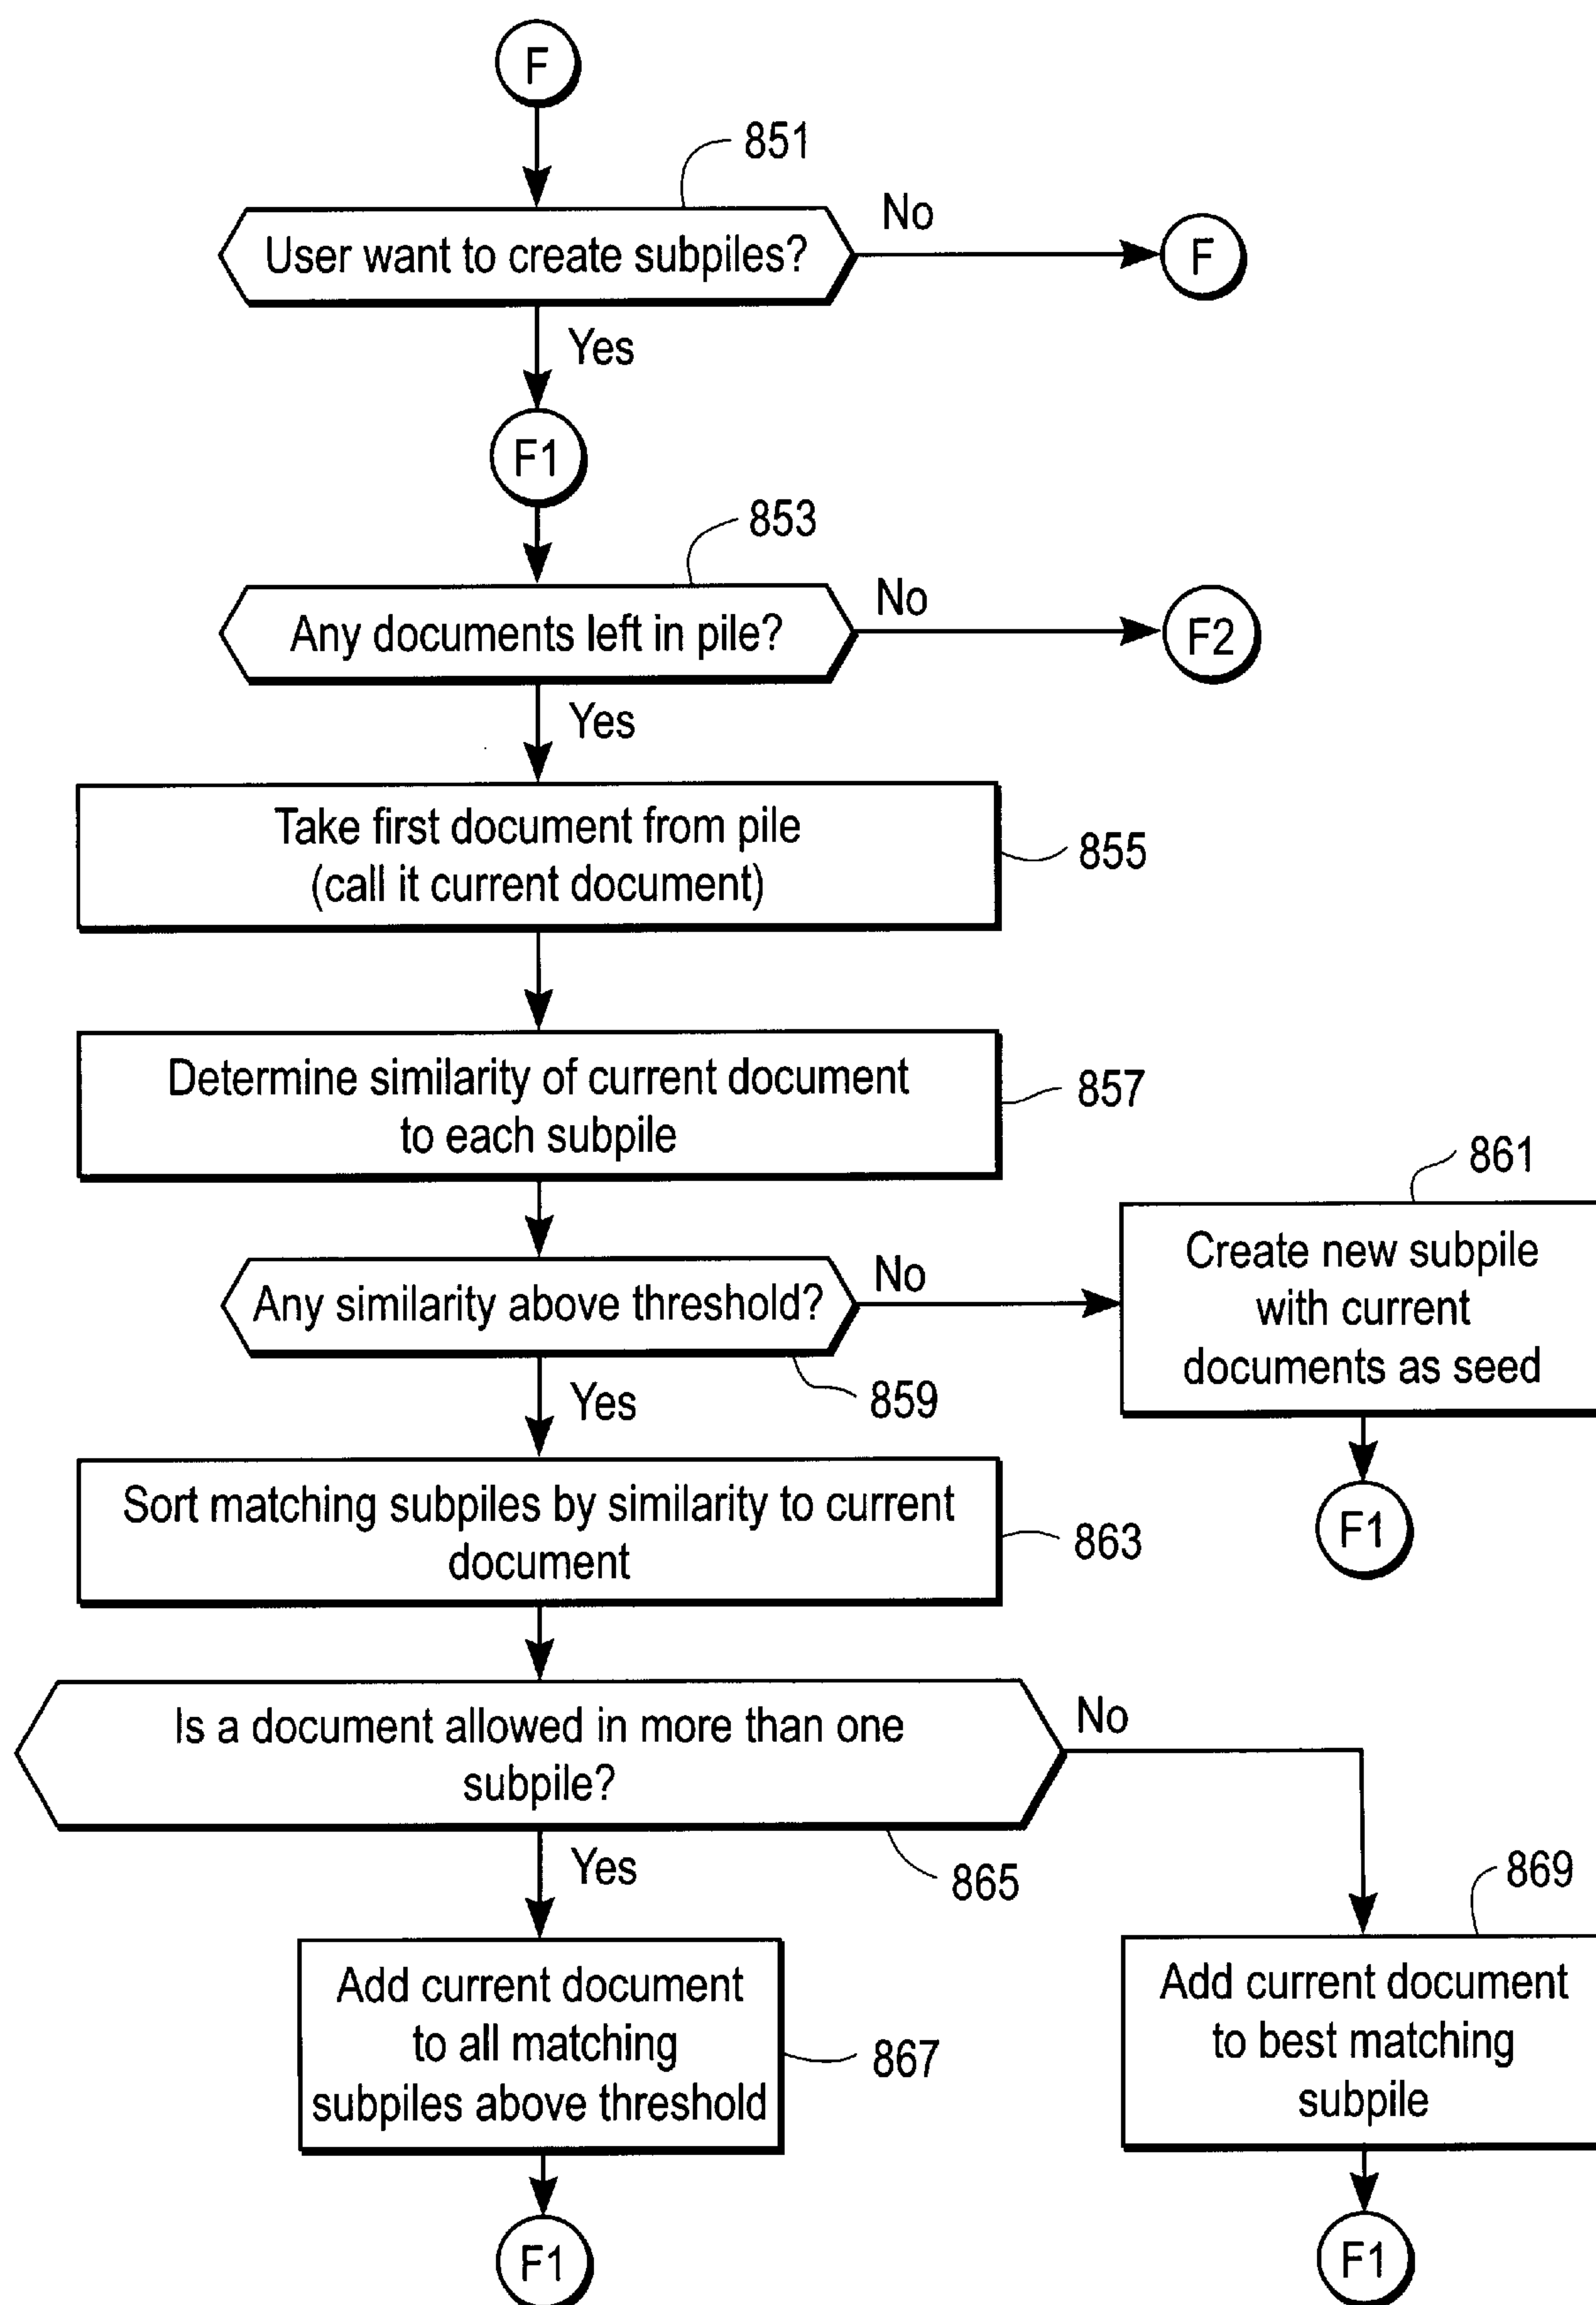 F
851
User want to create subpiles?
No
F
Yes
F1
853
Any documents left in pile?
No
F2
Yes
Take first document from pile
(call it current document)
855
Determine similarity of current document
to each subpile
857
861
Any similarity above threshold?
No
Create new subpile
with current
documents as seed
859
Yes
F1
Sort matching subpiles by similarity to current
document
863
Is a document allowed in more than one
subpile?
No
865
Yes
869
Add current document
to all matching
subpiles above threshold
867
Add current document
to best matching
subpile
F1
F1